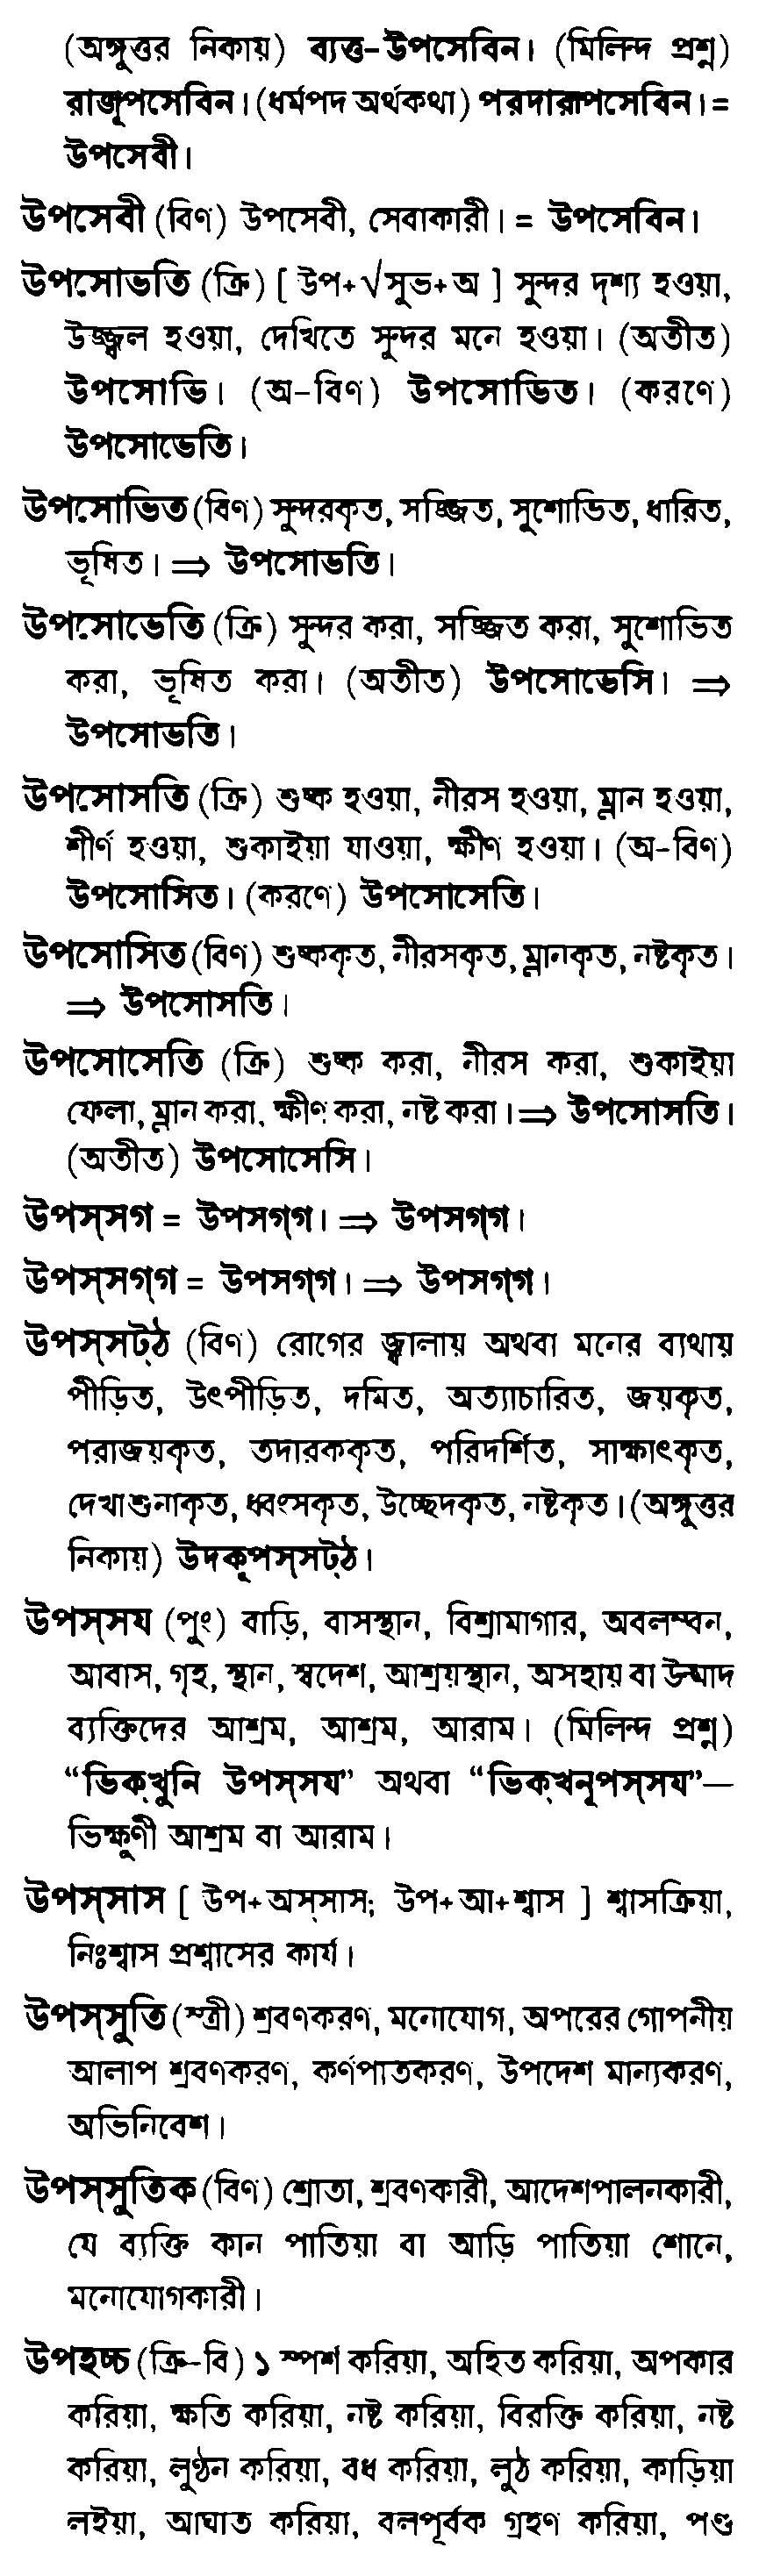 (অঙ্গুত্তর নিকায়) ব্যত্ত-উপসেবিন। (মিলিন্দ প্রশ্ন)
রাজূপসেবিন। (ধর্মপদ অর্থকথা) পরদারূপসেবিন। =
উপসেবী।
উপসেবী (বিণ) উপসেবী, সেবাকারী। = উপসেবিন।
উপসোভতি (ক্রি) [ উপ+√সুভ+অ ] সুন্দর দৃশ্য হওয়া,
উজ্জ্বল হওয়া, দেখিতে সুন্দর মনে হওয়া। (অতীত)
উপসোভি। (অ-বিণ) উপসোভিত। (করণে)
উপসোভেতি।
উপসোভিত (বিণ) সুন্দরকৃত, সজ্জিত, সুশোভিত, ধারিত,
ভূষিত। ⇒ উপসোভতি।
উপসোভেতি (ক্রি) সুন্দর করা, সজ্জিত করা, সুশোভিত
করা, ভূষিত করা। (অতীত) উপসোভেসি। ⇒
উপসোভতি।
উপসোসতি (ক্রি) শুষ্ক হওয়া, নীরস হওয়া, ম্লান হওয়া,
শীর্ণ হওয়া, শুকাইয়া যাওয়া, ক্ষীণ হওয়া। (অ-বিণ)
উপসোসিত। (করণে) উপসোসেতি।
উপসোসিত (বিণ) শুষ্ককৃত, নীরসকৃত, ম্লানকৃত, নষ্টকৃত।
⇒ উপসোসতি।
উপসোসেতি (ক্রি) শুষ্ক করা, নীরস করা, শুকাইয়া
ফেলা, ম্লান করা, ক্ষীণ করা, নষ্ট করা। ⇒ উপসোসতি।
(অতীত) উপসোসেসি।
উপস্‌সগ = উপসগ্‌গ। ⇒ উপসগ্‌গ।
উপস্‌সগ্‌গ = উপসগ্‌গ। ⇒ উপসগ্‌গ।
উপস্‌সট্‌ঠ (বিণ) রোগের জ্বালায় অথবা মনের ব্যথায়
পীড়িত, উৎপীড়িত, দমিত, অত্যাচারিত, জয়কৃত,
পরাজয়কৃত, তদারককৃত, পরিদর্শিত, সাক্ষাৎকৃত,
দেখাশুনাকৃত, ধ্বংসকৃত, উচ্ছেদকৃত, নষ্টকৃত। (অঙ্গুত্তর
নিকায়) উদকূপস্‌সট্‌ঠ।
উপস্‌সয (পুং) বাড়ি, বাসস্থান, বিশ্রামাগার, অবলম্বন,
আবাস, গৃহ, স্থান, স্বদেশ, আশ্রয়স্থান, অসহায় বা উন্মাদ
ব্যক্তিদের আশ্রম, আশ্রম, আরাম। (মিলিন্দ প্রশ্ন)
“ভিক্‌খুনি উপস্‌সয” অথবা “ভিক্‌খনূপস্‌সয”—
ভিক্ষুণী আশ্রম বা আরাম।
উপস্‌সাস [ উপ+অস্‌সাস; উপ+আ+শ্বাস ] শ্বাসক্রিয়া,
নিঃশ্বাস প্রশ্বাসের কার্য।
উপস্‌সুতি (স্ত্রী) শ্রবণকরণ, মনোযোগ, অপরের গোপনীয়
আলাপ শ্রবণকরণ, কর্ণপাতকরণ, উপদেশ মান্যকরণ,
অভিনিবেশ।
উপস্‌সুতিক (বিণ) শ্রোতা, শ্রবণকারী, আদেশপালনকারী,
যে ব্যক্তি কান পাতিয়া বা আড়ি পাতিয়া শোনে,
মনোযোগকারী।
উপহচ্চ (ক্রি-বি) ১ স্পর্শ করিয়া, অহিত করিয়া, অপকার
করিয়া, ক্ষতি করিয়া, নষ্ট করিয়া, বিরক্তি করিয়া, নষ্ট
করিয়া, লুণ্ঠন করিয়া, বধ করিয়া, লুঠ করিয়া, কাড়িয়া
লইয়া, আঘাত করিয়া, বলপূর্বক গ্রহণ করিয়া, পণ্ড